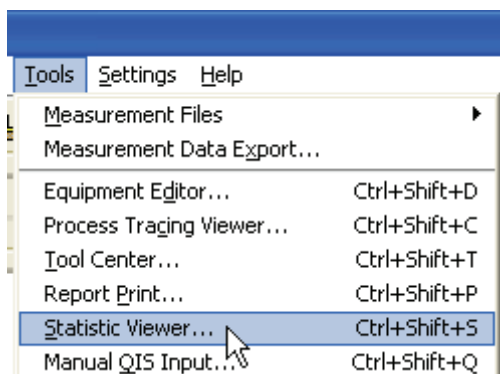 Tools Settings Help
Measurement Files
Measurement Data Export...
Equipment Editor... Ctrl+Shift+D
Process Tracing Viewer... Ctrl+Shift+C
Tool Center... Ctrl+Shift+T
Report Print... Ctrl+Shift+P
Statistic Viewer... Ctrl+Shift+S
Manual QIS Input... Ctrl+Shift+Q